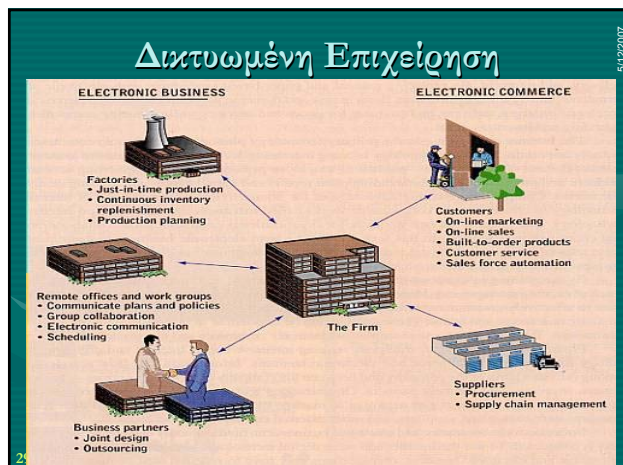 Δικτυωμένη Επιχείρηση
5/12/2007
ELECTRONIC BUSINESS
ELECTRONIC COMMERCE
Factories
• Just-in-time production
• Continuous inventory
replenishment
• Production planning
Customers
• On-line marketing
• On-line sales
• Built-to-order products
• Customer service
• Sales force automation
Remote offices and work groups
• Communicate plans and policies
• Group collaboration
• Electronic communication
• Scheduling
The Firm
Suppliers
• Procurement
• Supply chain management
Business partners
• Joint design
• Outsourcing
29